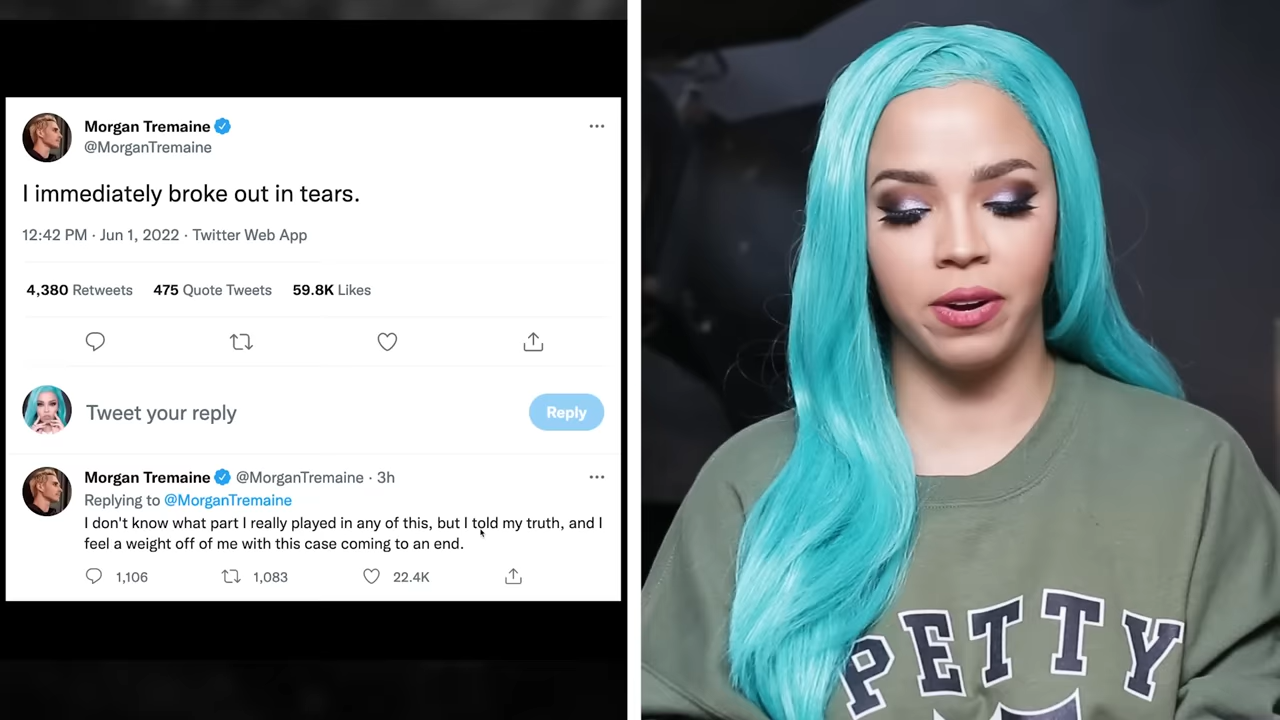 Morgan Tremaine
@MorganTremaine
I immediately broke out in tears.
12:42 PM · Jun 1, 2022 · Twitter Web App
4,380 Retweets 475 Quote Tweets 59.8K Likes
Tweet your reply
Reply
Morgan Tremaine @MorganTremaine · 3h
Replying to @MorganTremaine
I don't know what part I really played in any of this, but I told my truth, and I
feel a weight off of me with this case coming to an end.
1,106 1,083 22.4K
PETTY